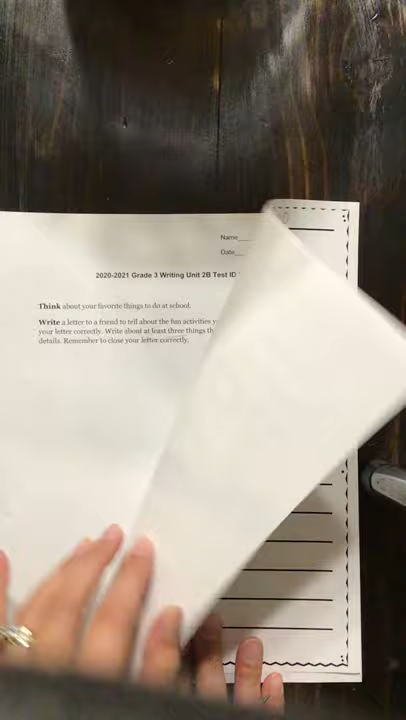 Name
Date
2020-2021 Grade 3 Writing Unit 2B Test ID
Think about your favorite things to do at school.
Write a letter to a friend to tell about the fun activities
your letter correctly. Write about at least three things
details. Remember to close your letter correctly.